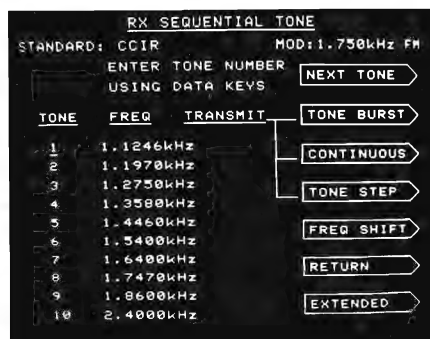 RX SEQUENTIAL TONE
STANDARD: CCIR MOD:1.750kHz FM
ENTER TONE NUMBER
USING DATA KEYS
NEXT TONE
TONE FREQ TRANSMIT TONE BURST
1 1.1246kHz
2 1.1970kHz CONTINUOUS
3 1.2750kHz
4 1.3580kHz TONE STEP
5 1.4460kHz
6 1.5400kHz FREQ SHIFT
7 1.6400kHz
8 1.7470kHz RETURN
9 1.8600kHz
10 2.4000kHz EXTENDED